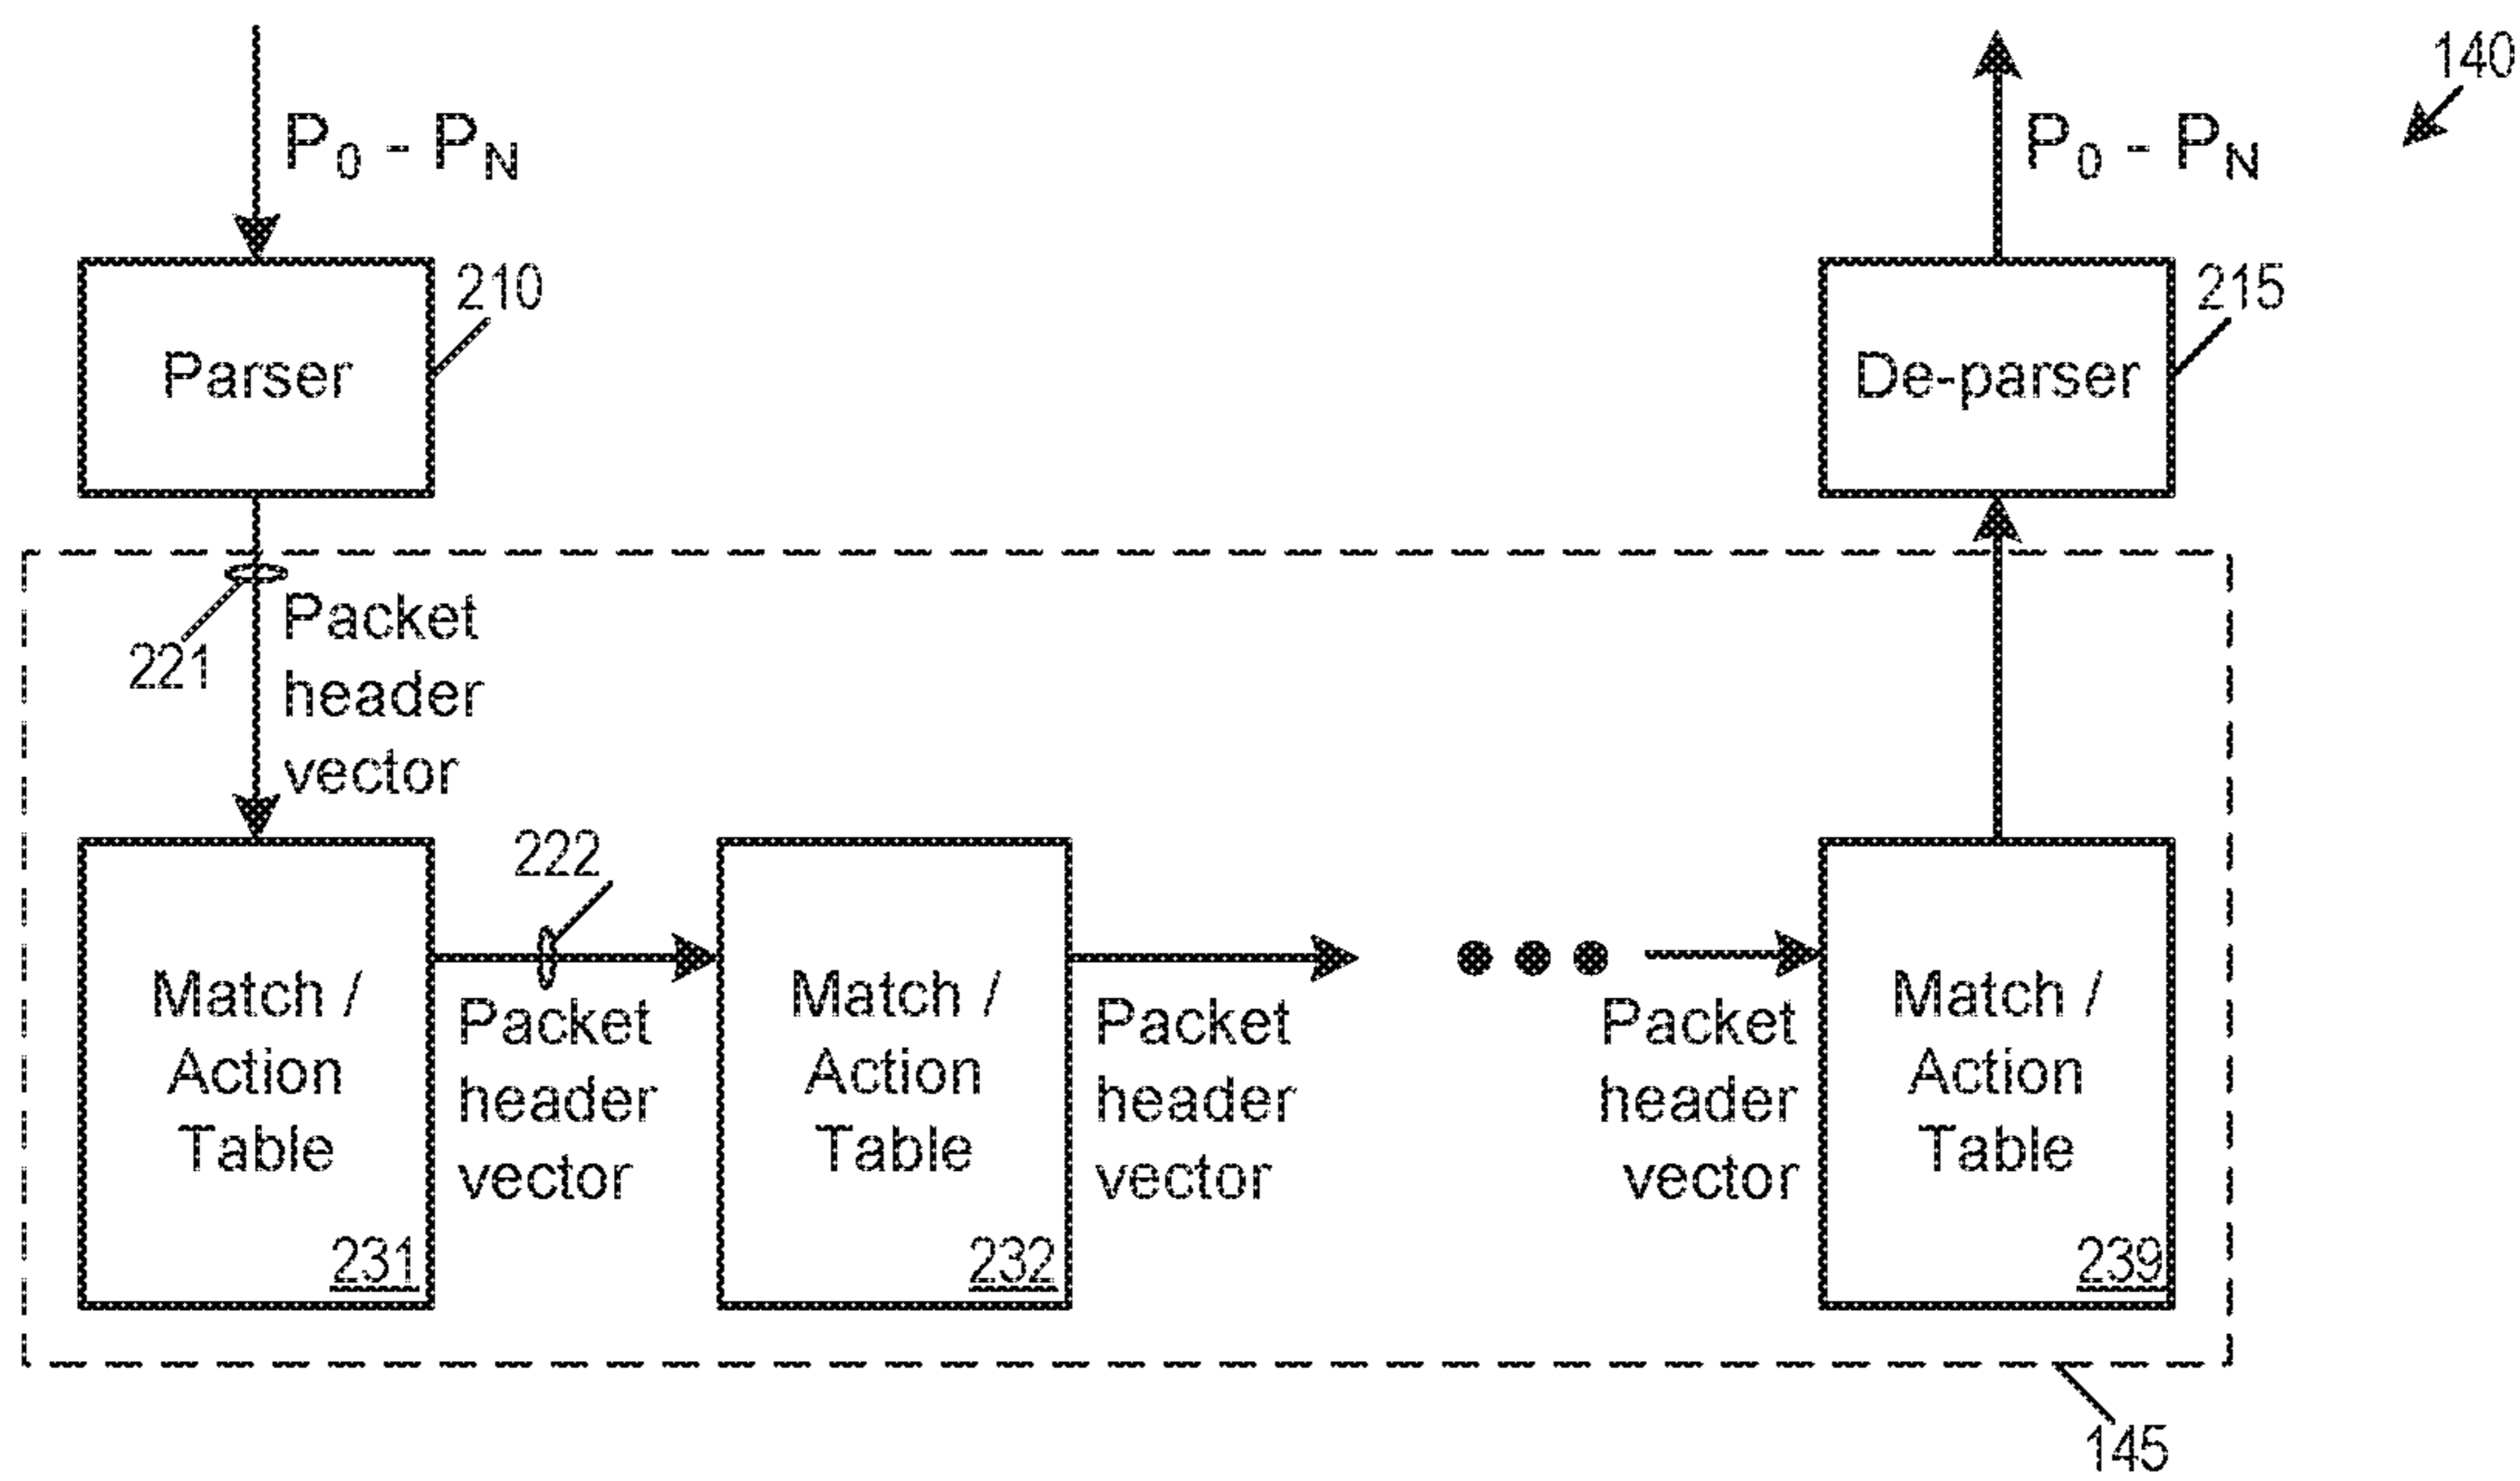 140
P0 - PN
P0 - PN
210
215
Parser
De-parser
221
Packet
header
vector
222
Match /
Action
Table
231
Packet
header
vector
Match /
Action
Table
232
Packet
header
vector
Packet
header
vector
Match /
Action
Table
239
145